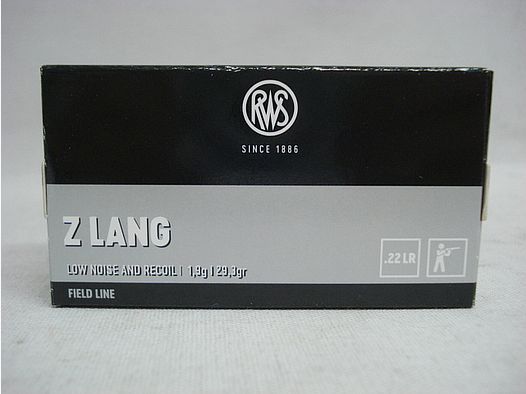 RWS
SINCE 1886
Z LANG
LOW NOISE AND RECOIL | 1,9g | 29,3gr
.22 LR
FIELD LINE